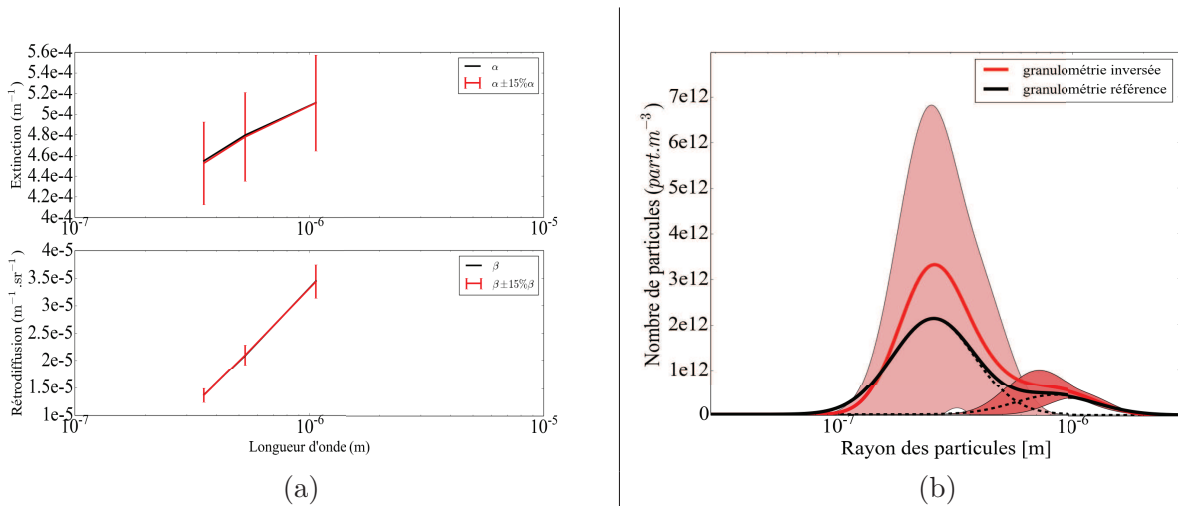 5.6e-4
5.4e-4
5.2e-4
5e-4
4.8e-4
4.6e-4
4.4e-4
4.2e-4
4e-4
Extinction (m⁻¹)
α
α±15%α
10⁻⁷
10⁻⁶
10⁻⁵
4e-5
3.5e-5
3e-5
2.5e-5
2e-5
1.5e-5
1e-5
Rétrodiffusion (m⁻¹.sr⁻¹)
β
β±15%β
10⁻⁷
10⁻⁶
10⁻⁵
Longueur d'onde (m)
(a)
granulométrie inversée
granulométrie référence
7e12
6e12
5e12
4e12
3e12
2e12
1e12
0
Nombre de particules (part.m⁻³)
10⁻⁷
10⁻⁶
Rayon des particules [m]
(b)